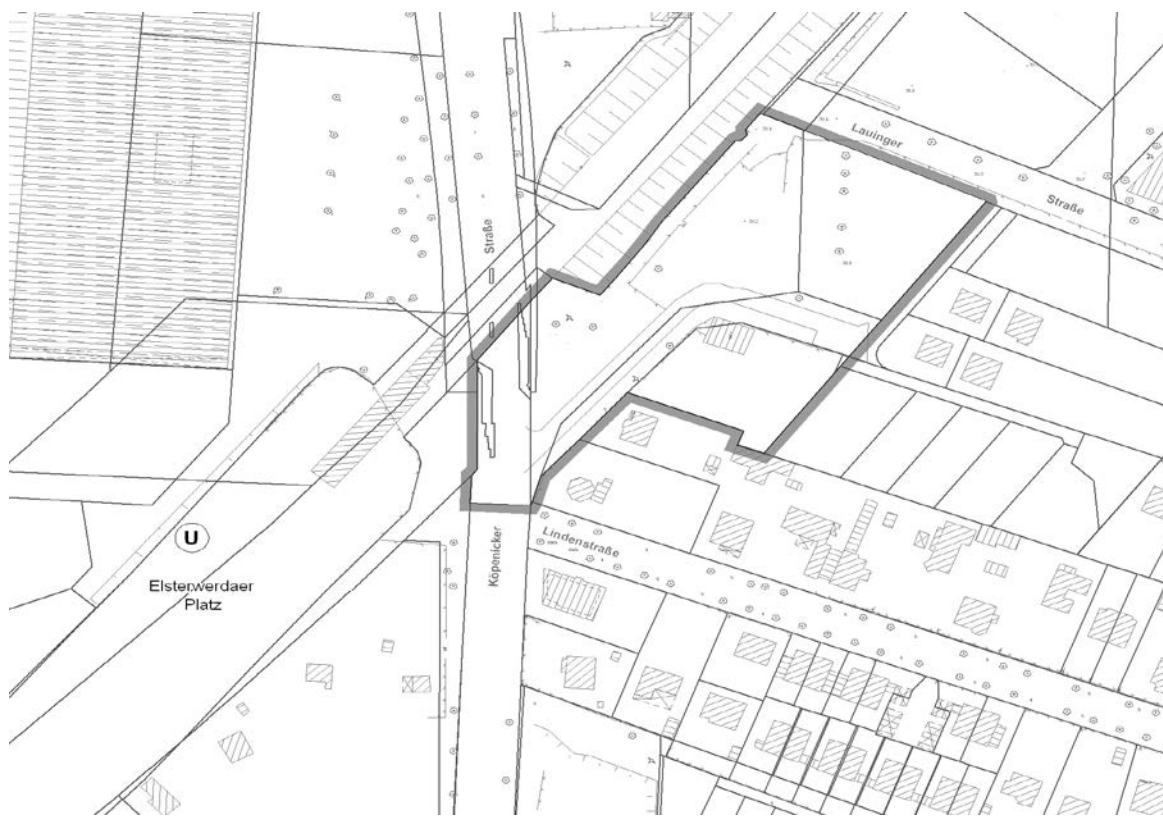 Lauinger
Straße
Straße
U
Elsterwerdaer
Platz
Köpenicker
Lindenstraße